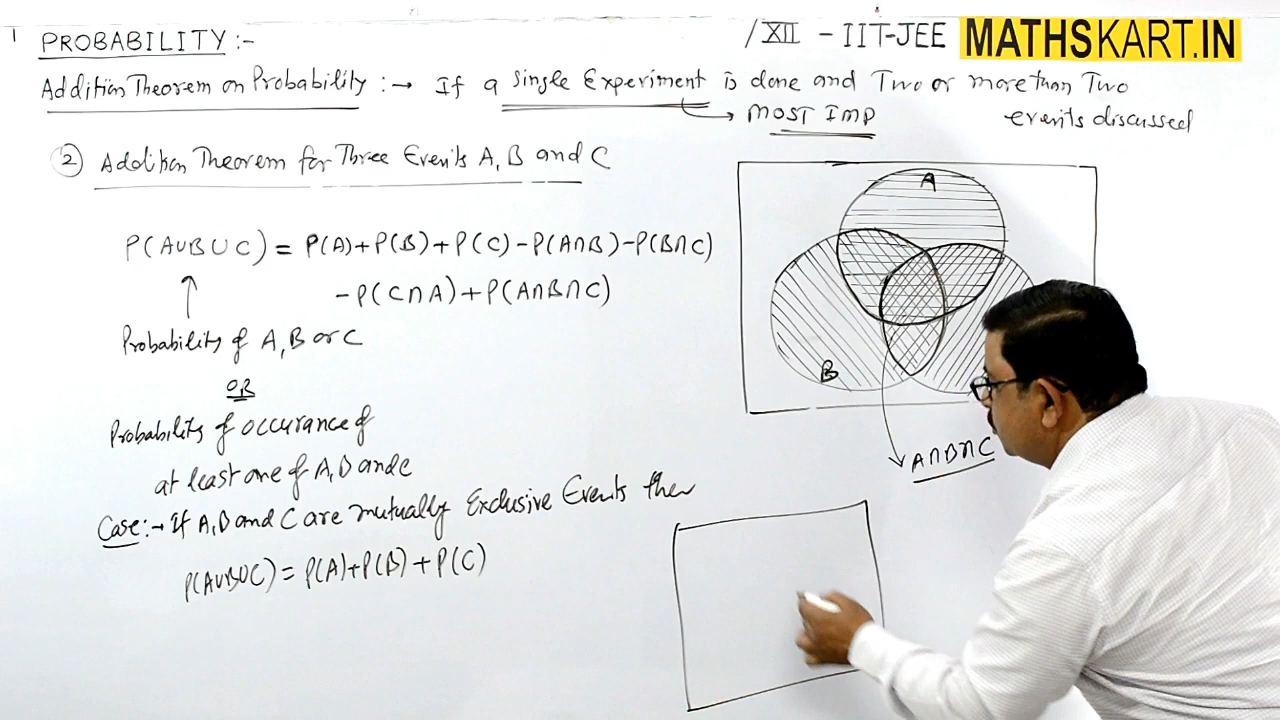 1
PROBABILITY :-
/XII - IIT-JEE MATHSKART.IN
Addition Theorem on Probability :→ If a single Experiment is done and Two or more than Two
events discussed
→ MOST IMP
② Addition Theorem for Three Events A, B and C
P(A∪B∪C) = P(A)+P(B)+P(C)-P(A∩B)-P(B∩C)
-P(C∩A)+P(A∩B∩C)
Probability of A, B or C
OR
Probability of occurance of
at least one of A, B and C
Case :→ If A, B and C are mutually Exclusive Events then
P(A∪B∪C) = P(A)+P(B)+P(C)
A
B
A∩B∩C